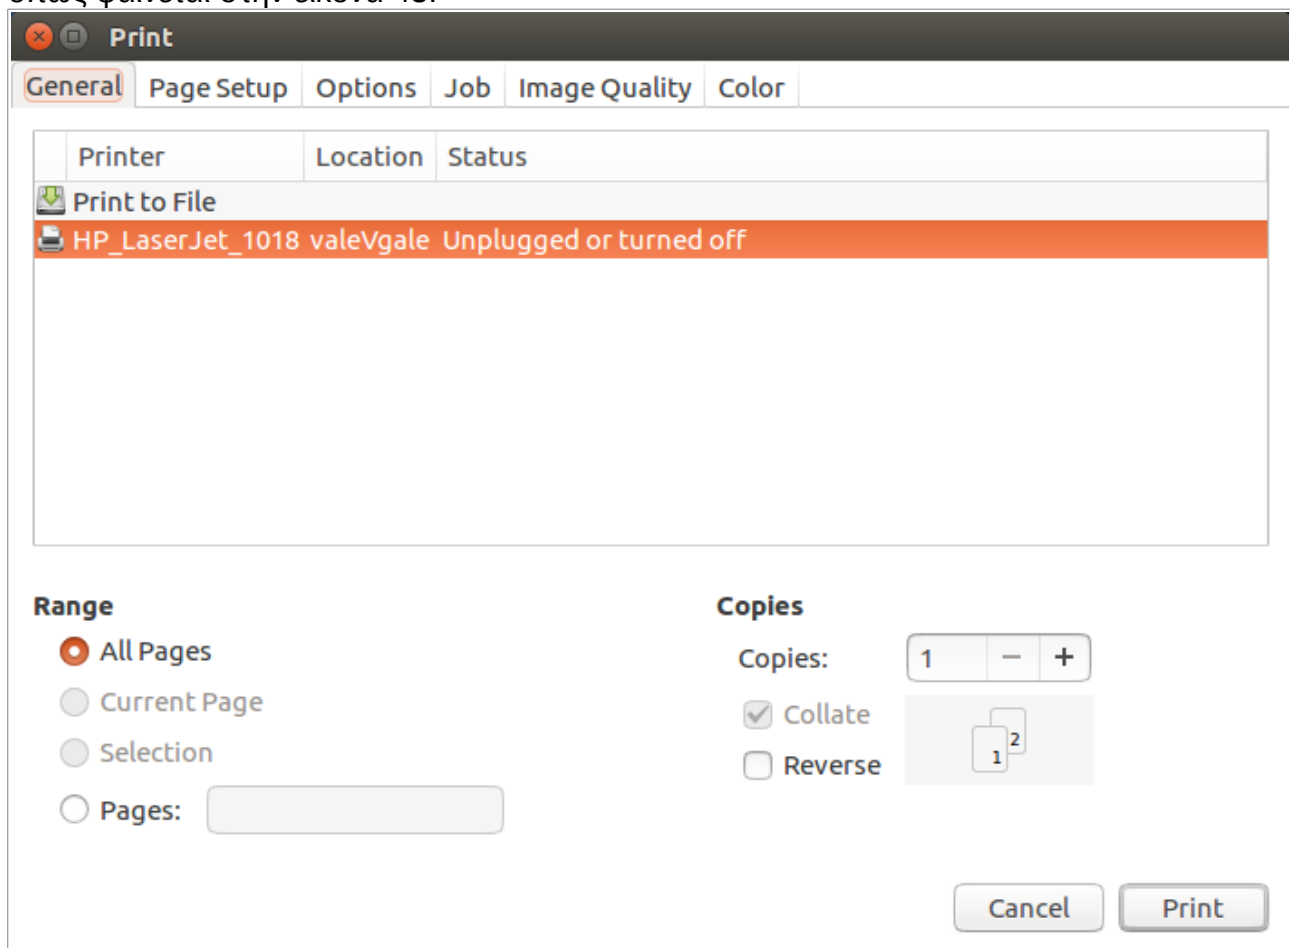 Print
General Page Setup Options Job Image Quality Color
Printer Location Status
Print to File
HP_LaserJet_1018 valeVgale Unplugged or turned off
Range Copies
All Pages Copies: 1 − +
Current Page Collate
Selection Reverse 1 2
Pages:
Cancel Print